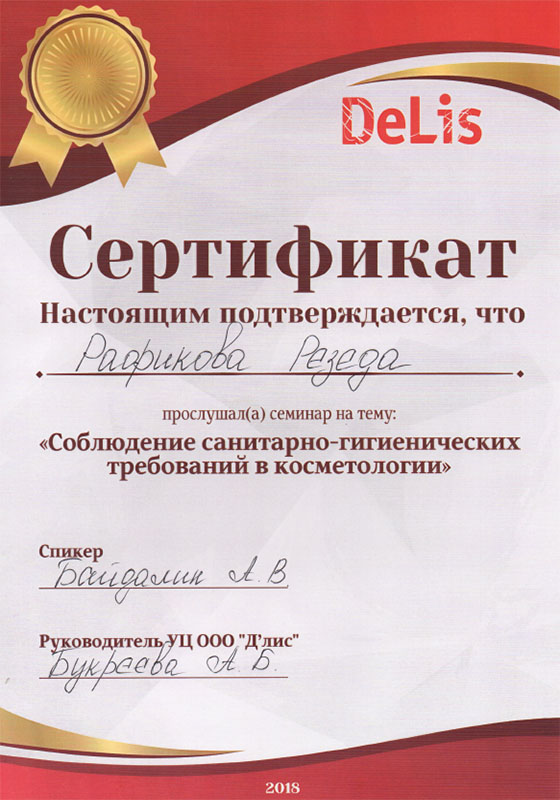 DeLis
Сертификат
Настоящим подтверждается, что
Рафикова Резеда
прослушал(а) семинар на тему:
«Соблюдение санитарно-гигиенических
требований в косметологии»
Спикер
Байдалин А.В
Руководитель УЦ ООО "Д'лис"
Букреева А.Б.
2018